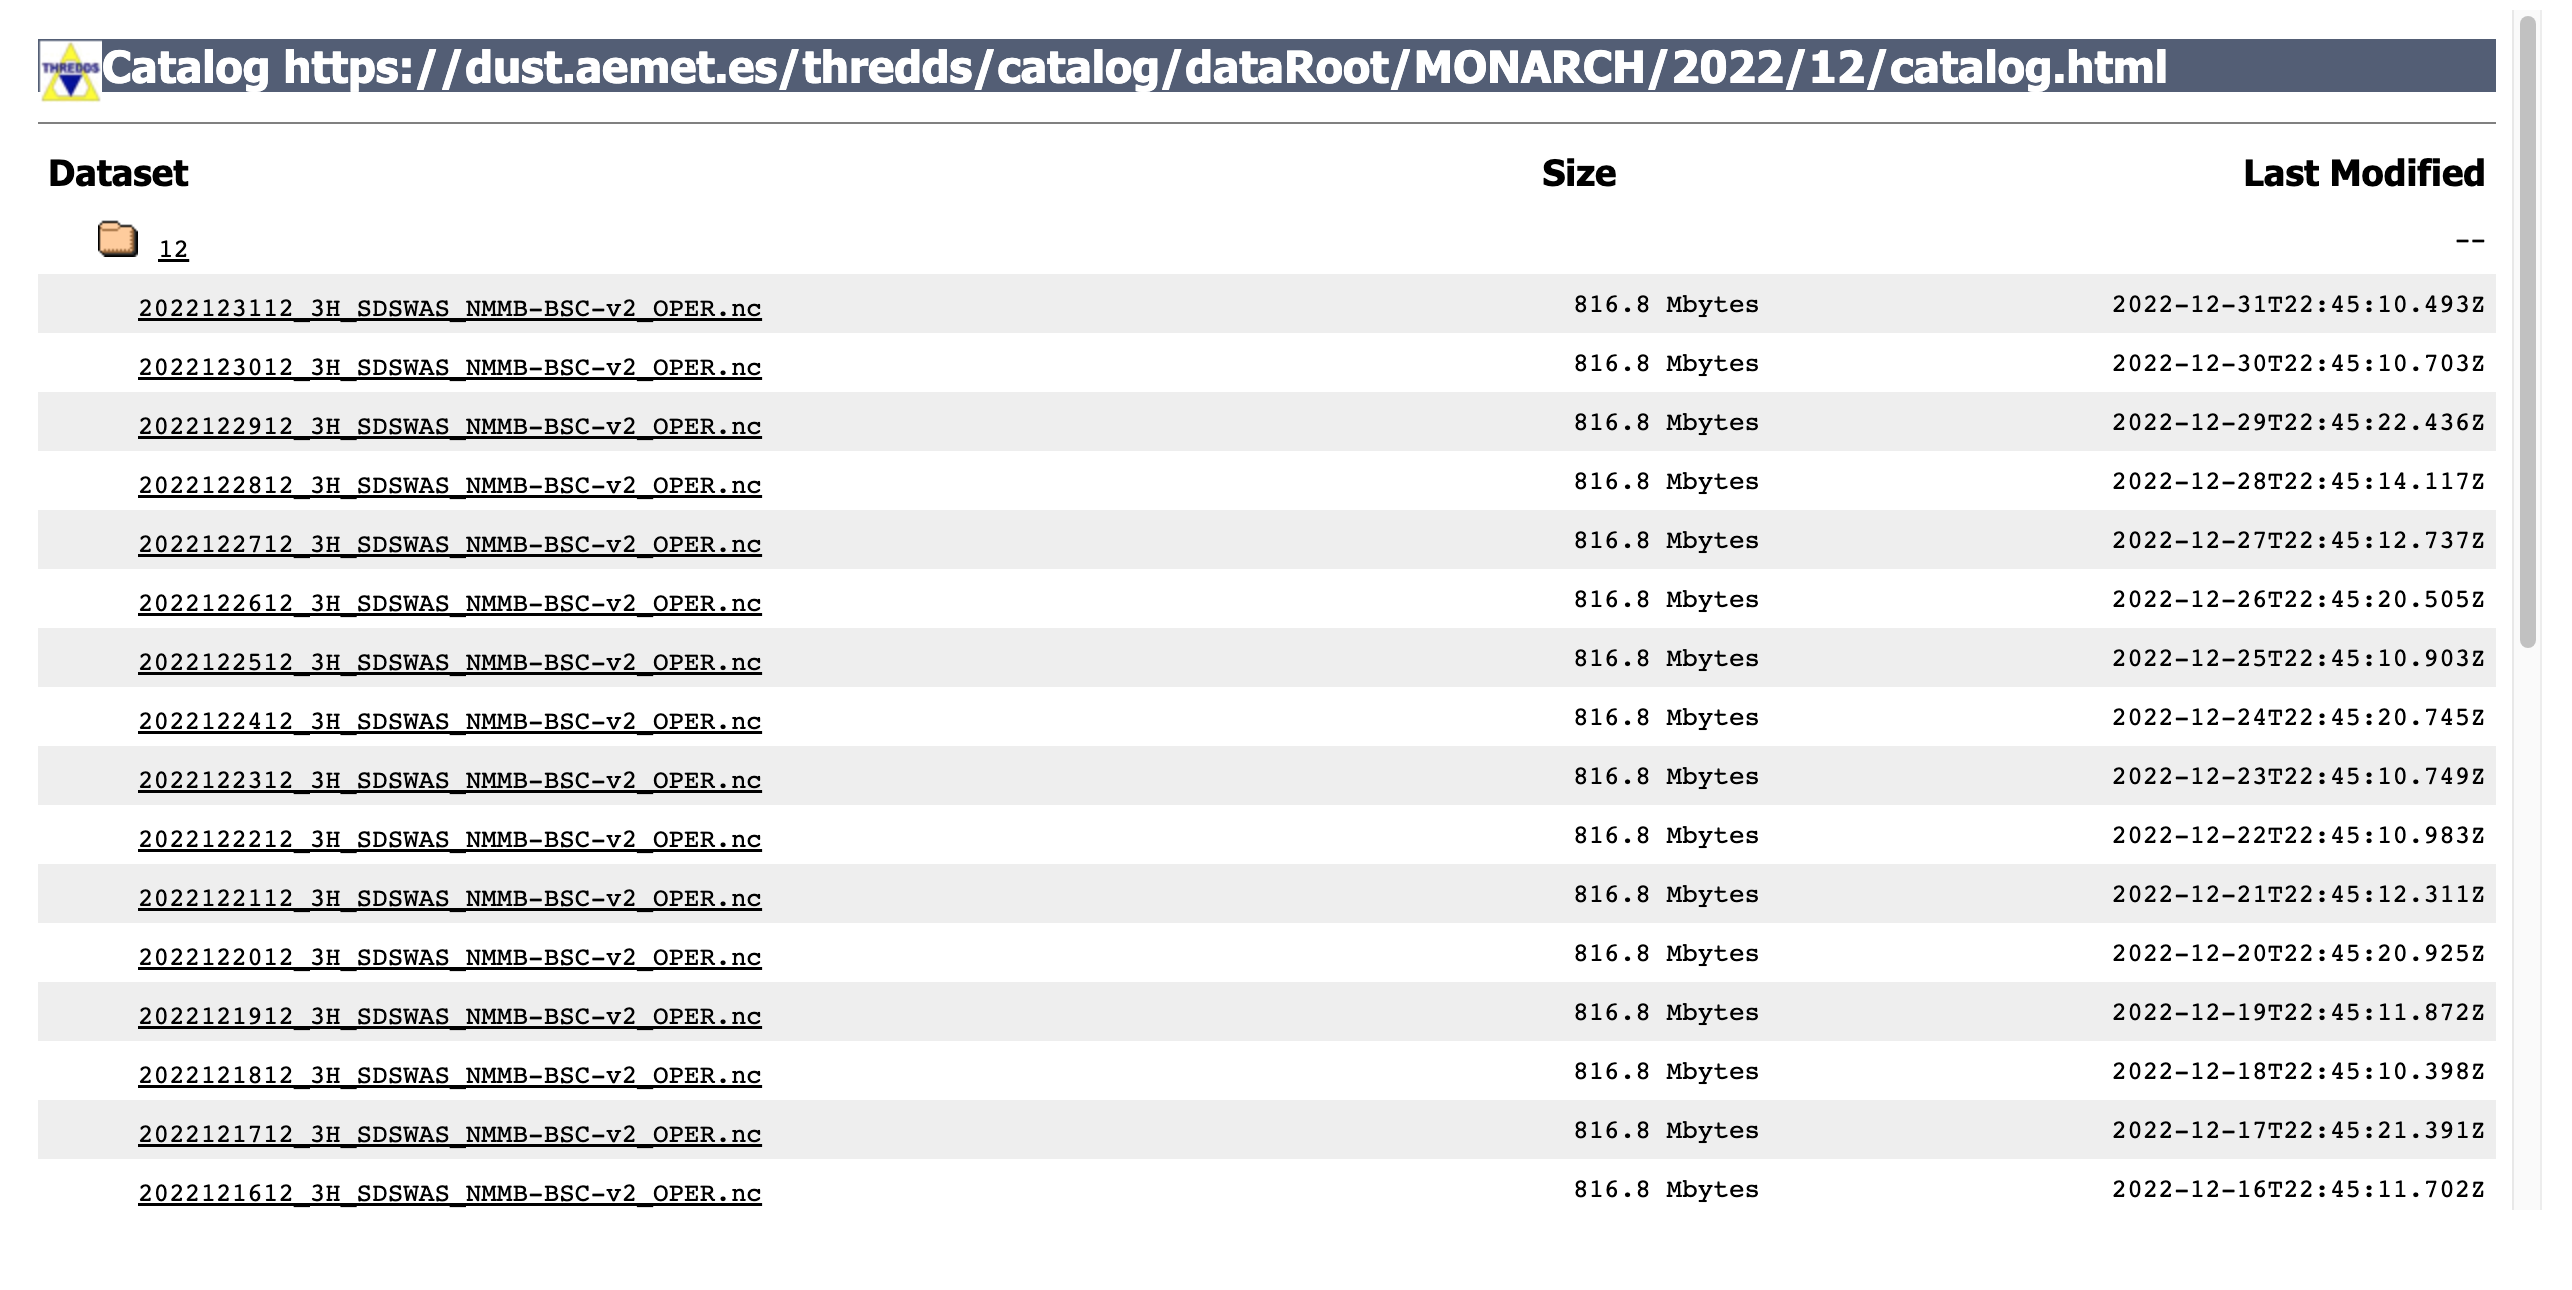 THREDDS Catalog https://dust.aemet.es/thredds/catalog/dataRoot/MONARCH/2022/12/catalog.html
Dataset Size Last Modified
12 --
2022123112_3H_SDSWAS_NMMB-BSC-v2_OPER.nc 816.8 Mbytes 2022-12-31T22:45:10.493Z
2022123012_3H_SDSWAS_NMMB-BSC-v2_OPER.nc 816.8 Mbytes 2022-12-30T22:45:10.703Z
2022122912_3H_SDSWAS_NMMB-BSC-v2_OPER.nc 816.8 Mbytes 2022-12-29T22:45:22.436Z
2022122812_3H_SDSWAS_NMMB-BSC-v2_OPER.nc 816.8 Mbytes 2022-12-28T22:45:14.117Z
2022122712_3H_SDSWAS_NMMB-BSC-v2_OPER.nc 816.8 Mbytes 2022-12-27T22:45:12.737Z
2022122612_3H_SDSWAS_NMMB-BSC-v2_OPER.nc 816.8 Mbytes 2022-12-26T22:45:20.505Z
2022122512_3H_SDSWAS_NMMB-BSC-v2_OPER.nc 816.8 Mbytes 2022-12-25T22:45:10.903Z
2022122412_3H_SDSWAS_NMMB-BSC-v2_OPER.nc 816.8 Mbytes 2022-12-24T22:45:20.745Z
2022122312_3H_SDSWAS_NMMB-BSC-v2_OPER.nc 816.8 Mbytes 2022-12-23T22:45:10.749Z
2022122212_3H_SDSWAS_NMMB-BSC-v2_OPER.nc 816.8 Mbytes 2022-12-22T22:45:10.983Z
2022122112_3H_SDSWAS_NMMB-BSC-v2_OPER.nc 816.8 Mbytes 2022-12-21T22:45:12.311Z
2022122012_3H_SDSWAS_NMMB-BSC-v2_OPER.nc 816.8 Mbytes 2022-12-20T22:45:20.925Z
2022121912_3H_SDSWAS_NMMB-BSC-v2_OPER.nc 816.8 Mbytes 2022-12-19T22:45:11.872Z
2022121812_3H_SDSWAS_NMMB-BSC-v2_OPER.nc 816.8 Mbytes 2022-12-18T22:45:10.398Z
2022121712_3H_SDSWAS_NMMB-BSC-v2_OPER.nc 816.8 Mbytes 2022-12-17T22:45:21.391Z
2022121612_3H_SDSWAS_NMMB-BSC-v2_OPER.nc 816.8 Mbytes 2022-12-16T22:45:11.702Z